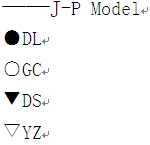 ——J-P Model↵
●DL↵
○GC↵
▼DS↵
▽YZ↵